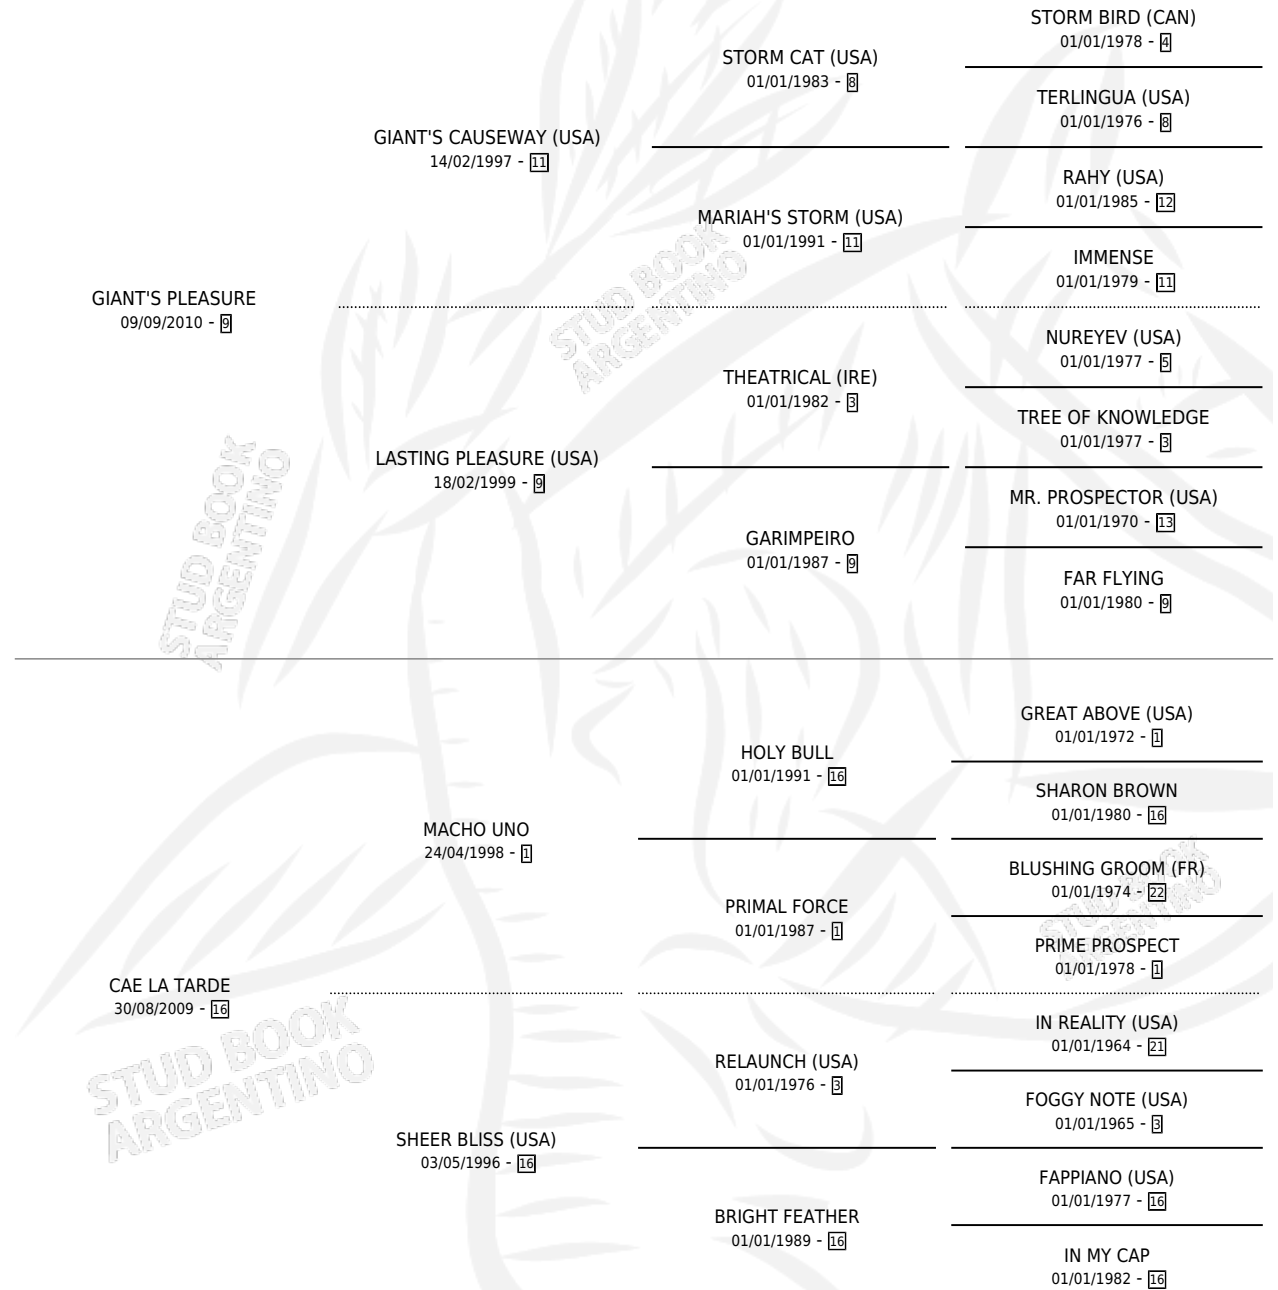 STORM BIRD (CAN)
01/01/1978 - 4
STORM CAT (USA)
01/01/1983 - 8
TERLINGUA (USA)
01/01/1976 - 8
GIANT'S CAUSEWAY (USA)
14/02/1997 - 11
RAHY (USA)
01/01/1985 - 12
MARIAH'S STORM (USA)
01/01/1991 - 11
IMMENSE
01/01/1979 - 11
GIANT'S PLEASURE
09/09/2010 - 9
NUREYEV (USA)
01/01/1977 - 5
THEATRICAL (IRE)
01/01/1982 - 3
TREE OF KNOWLEDGE
01/01/1977 - 3
LASTING PLEASURE (USA)
18/02/1999 - 9
MR. PROSPECTOR (USA)
01/01/1970 - 13
GARIMPEIRO
01/01/1987 - 9
FAR FLYING
01/01/1980 - 9
GREAT ABOVE (USA)
01/01/1972 - 1
HOLY BULL
01/01/1991 - 16
SHARON BROWN
01/01/1980 - 16
MACHO UNO
24/04/1998 - 1
BLUSHING GROOM (FR)
01/01/1974 - 22
PRIMAL FORCE
01/01/1987 - 1
PRIME PROSPECT
01/01/1978 - 1
CAE LA TARDE
30/08/2009 - 16
IN REALITY (USA)
01/01/1964 - 21
RELAUNCH (USA)
01/01/1976 - 3
FOGGY NOTE (USA)
01/01/1965 - 3
SHEER BLISS (USA)
03/05/1996 - 16
FAPPIANO (USA)
01/01/1977 - 16
BRIGHT FEATHER
01/01/1989 - 16
IN MY CAP
01/01/1982 - 16
STUD BOOK
ARGENTINO
STUD BOOK
ARGENTINO
STUD BOOK
ARGENTINO
STUD BOOK
ARGENTINO